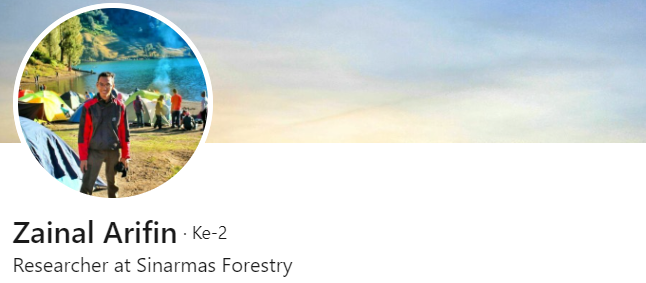 Zainal Arifin · Ke-2
Researcher at Sinarmas Forestry